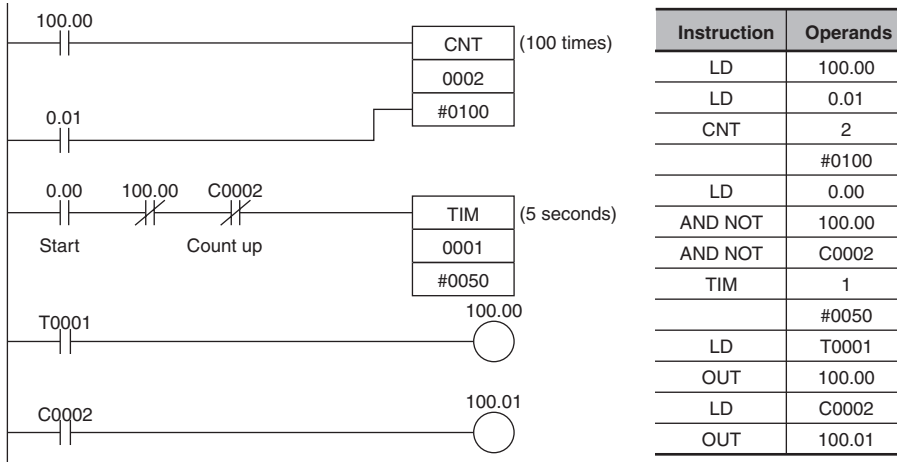 100.00
CNT (100 times)
0002
#0100
0.01
0.00 100.00 C0002
TIM (5 seconds)
Start Count up
0001
#0050
T0001 100.00
C0002 100.01
Instruction Operands
LD 100.00
LD 0.01
CNT 2
#0100
LD 0.00
AND NOT 100.00
AND NOT C0002
TIM 1
#0050
LD T0001
OUT 100.00
LD C0002
OUT 100.01